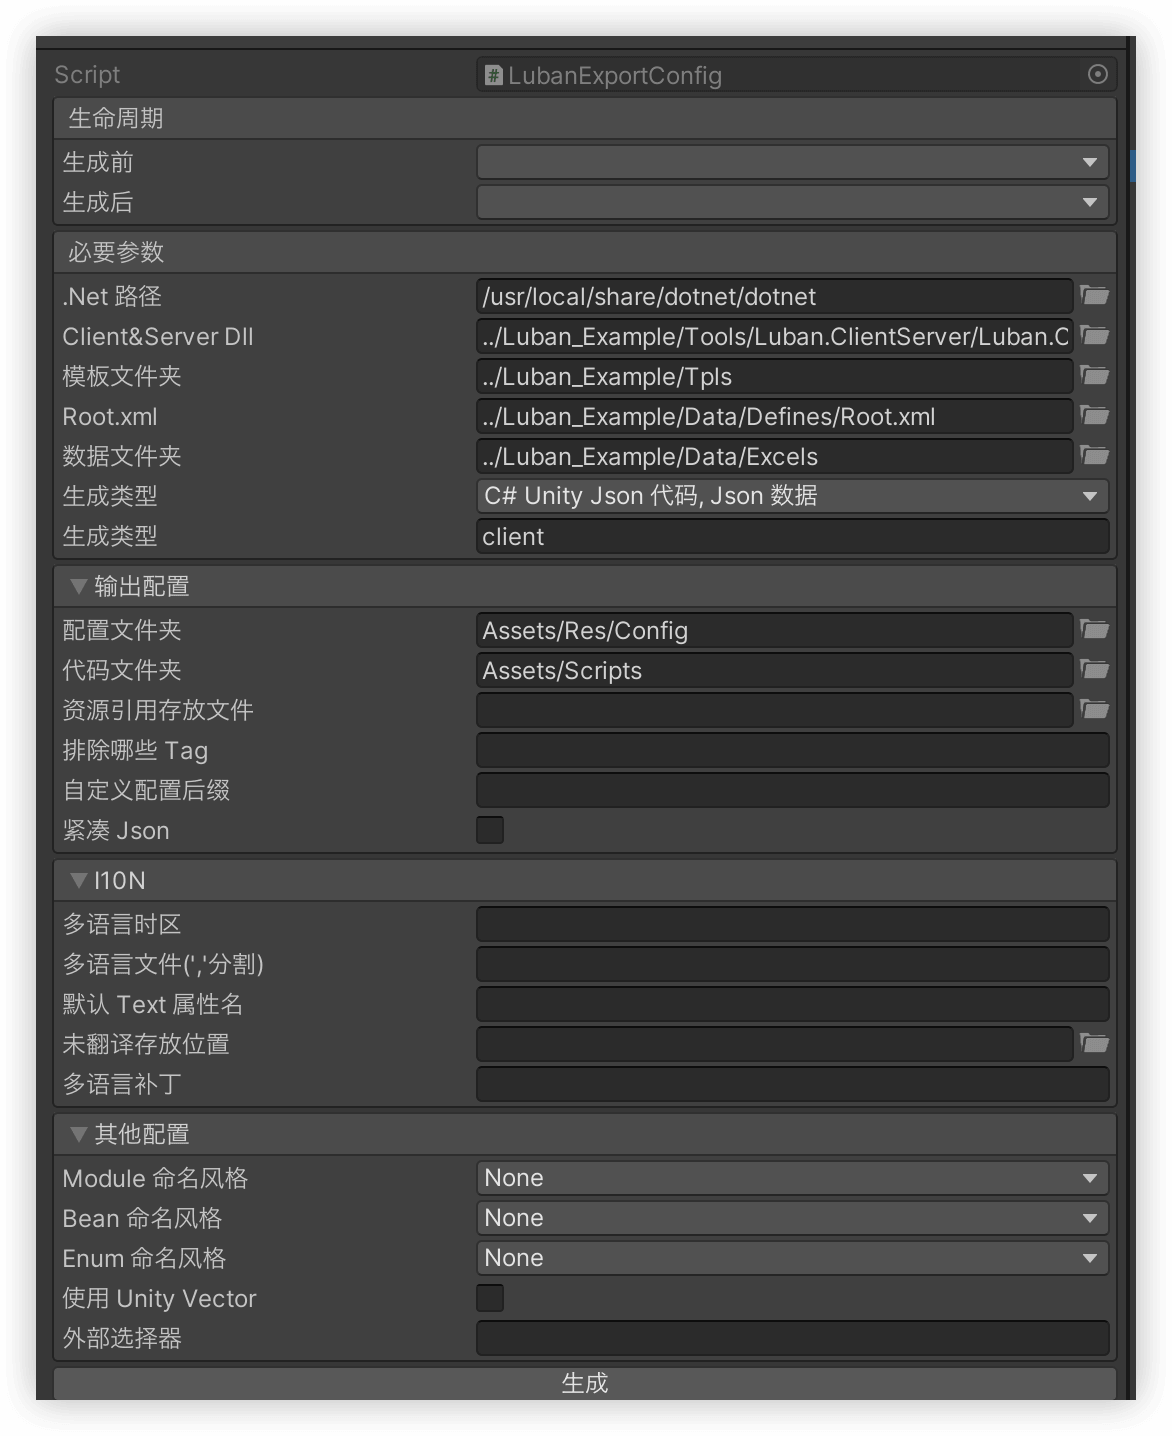 Script
# LubanExportConfig
生命周期
生成前
生成后
必要参数
.Net 路径
/usr/local/share/dotnet/dotnet
Client&Server Dll
../Luban_Example/Tools/Luban.ClientServer/Luban.C
模板文件夹
../Luban_Example/Tpls
Root.xml
../Luban_Example/Data/Defines/Root.xml
数据文件夹
../Luban_Example/Data/Excels
生成类型
C# Unity Json 代码, Json 数据
生成类型
client
输出配置
配置文件夹
Assets/Res/Config
代码文件夹
Assets/Scripts
资源引用存放文件
排除哪些 Tag
自定义配置后缀
紧凑 Json
l10N
多语言时区
多语言文件(','分割)
默认 Text 属性名
未翻译存放位置
多语言补丁
其他配置
Module 命名风格
None
Bean 命名风格
None
Enum 命名风格
None
使用 Unity Vector
外部选择器
生成